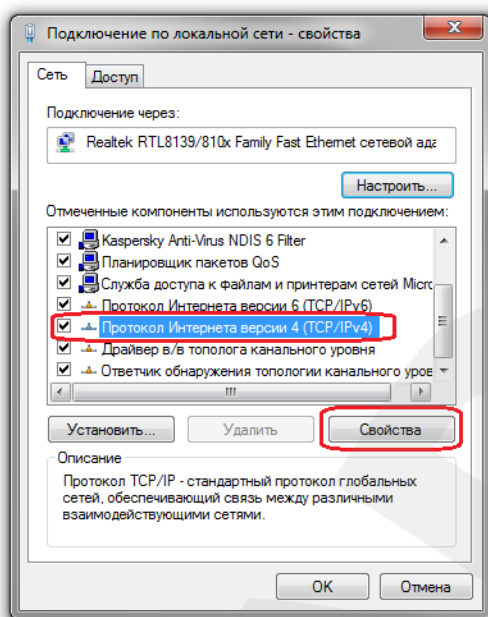 Подключение по локальной сети - свойства
Сеть
Доступ
Подключение через:
Realtek RTL8139/810x Family Fast Ethernet сетевой ада
Настроить...
Отмеченные компоненты используются этим подключением:
Kaspersky Anti-Virus NDIS 6 Filter
Планировщик пакетов QoS
Служба доступа к файлам и принтерам сетей Micro
Протокол Интернета версии 6 (TCP/IPv6)
Протокол Интернета версии 4 (TCP/IPv4)
Драйвер в/в тополога канального уровня
Ответчик обнаружения топологии канального уров
Установить...
Удалить
Свойства
Описание
Протокол TCP/IP - стандартный протокол глобальных
сетей, обеспечивающий связь между различными
взаимодействующими сетями.
OK
Отмена